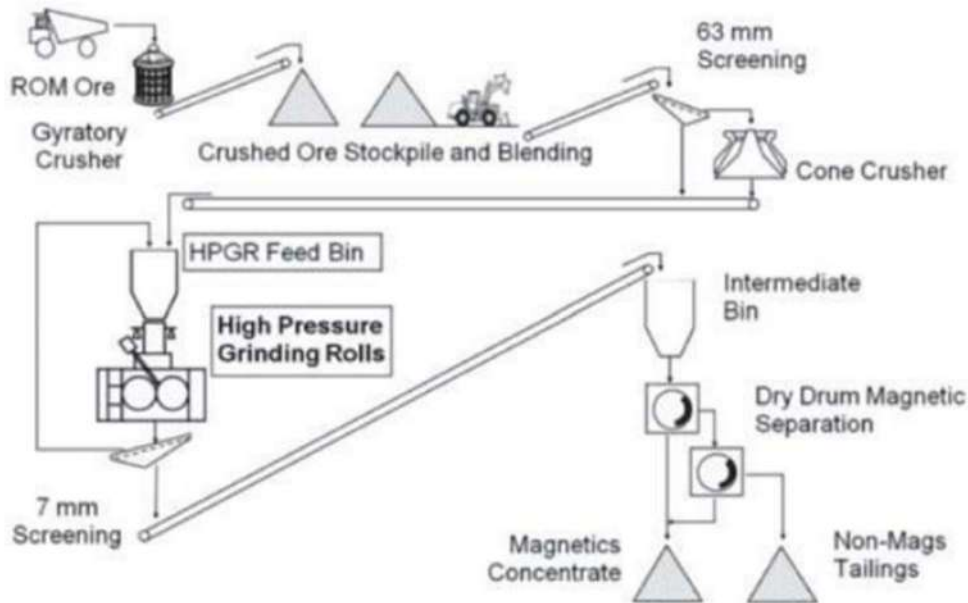 ROM Ore
Gyratory
Crusher
Crushed Ore Stockpile and Blending
63 mm
Screening
Cone Crusher
HPGR Feed Bin
High Pressure
Grinding Rolls
7 mm
Screening
Intermediate
Bin
Dry Drum Magnetic
Separation
Magnetics
Concentrate
Non-Mags
Tailings